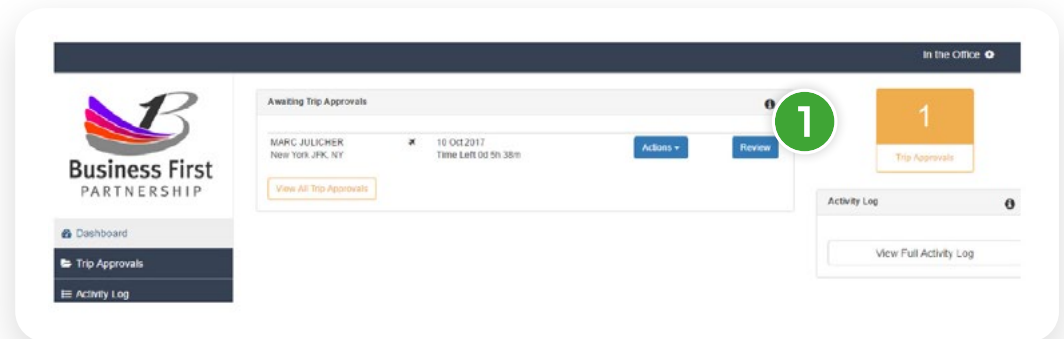 In the Office
Business First
PARTNERSHIP
Dashboard
Trip Approvals
Activity Log
Awaiting Trip Approvals
MARC JULICHER
New York JFK, NY
10 Oct 2017
Time Left 0d 5h 38m
Actions
Review
View All Trip Approvals
1
1
Trip Approvals
Activity Log
View Full Activity Log